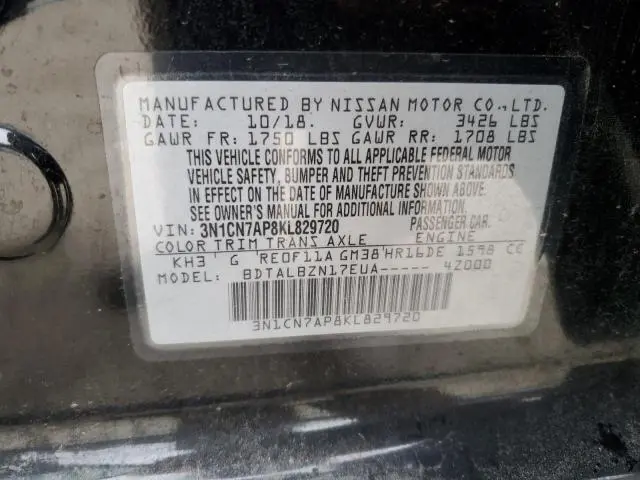 MANUFACTURED BY NISSAN MOTOR CO.,LTD.
DATE: 10/18. GVWR: 3426 LBS
GAWR FR: 1750 LBS GAWR RR: 1708 LBS
THIS VEHICLE CONFORMS TO ALL APPLICABLE FEDERAL MOTOR
VEHICLE SAFETY, BUMPER AND THEFT PREVENTION STANDARDS
IN EFFECT ON THE DATE OF MANUFACTURE SHOWN ABOVE.
SEE OWNER'S MANUAL FOR ADDITIONAL INFORMATION.
VIN: 3N1CN7AP8KL829720 PASSENGER CAR.
COLOR TRIM TRANS AXLE ENGINE
KH3 G RE0F11A GM38 HR16DE 1598 CC
MODEL: BDTALBZN17EUA----- 4Z000
3N1CN7AP8KL829720